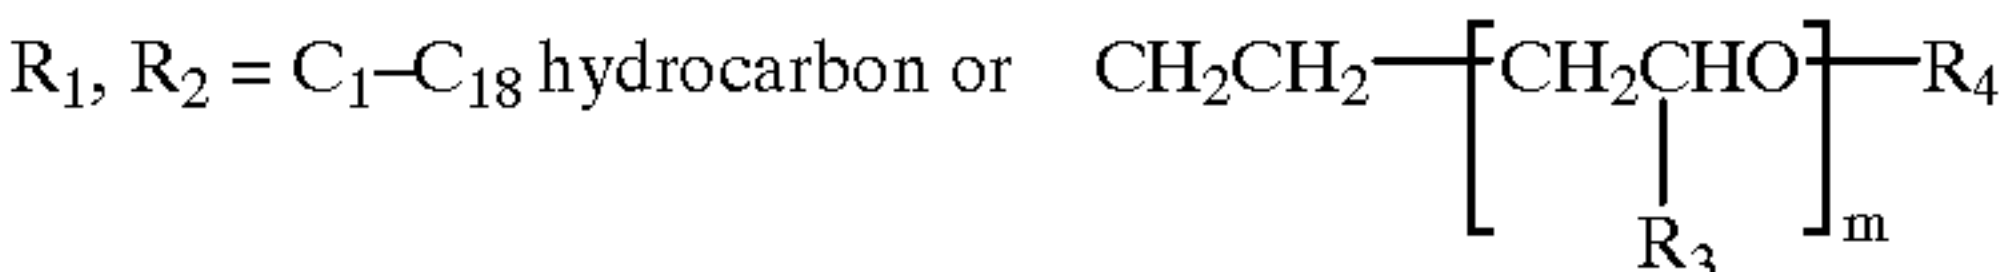 R₁, R₂ = C₁–C₁₈ hydrocarbon or CH₂CH₂—[CH₂CHO]ₘ—R₄
R₃